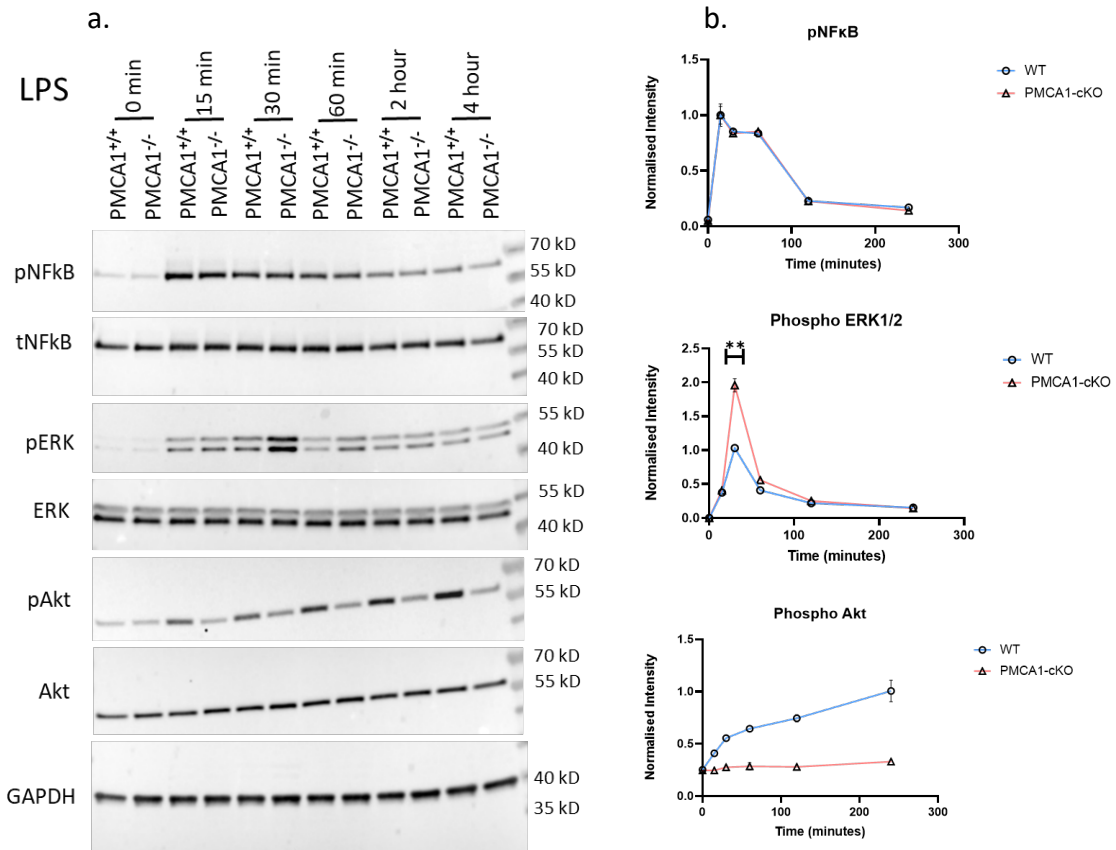 a.
LPS
0 min
15 min
30 min
60 min
2 hour
4 hour
PMCA1+/+
PMCA1-/-
PMCA1+/+
PMCA1-/-
PMCA1+/+
PMCA1-/-
PMCA1+/+
PMCA1-/-
PMCA1+/+
PMCA1-/-
PMCA1+/+
PMCA1-/-
pNFkB
70 kD
55 kD
40 kD
tNFkB
70 kD
55 kD
40 kD
pERK
55 kD
40 kD
ERK
55 kD
40 kD
pAkt
70 kD
55 kD
Akt
70 kD
55 kD
GAPDH
40 kD
35 kD
b.
pNFκB
Normalised Intensity
1.5
1.0
0.5
0.0
0
100
200
300
Time (minutes)
WT
PMCA1-cKO
Phospho ERK1/2
**
Normalised Intensity
2.5
2.0
1.5
1.0
0.5
0.0
0
100
200
300
Time (minutes)
WT
PMCA1-cKO
Phospho Akt
Normalised Intensity
1.5
1.0
0.5
0.0
0
100
200
300
Time (minutes)
WT
PMCA1-cKO